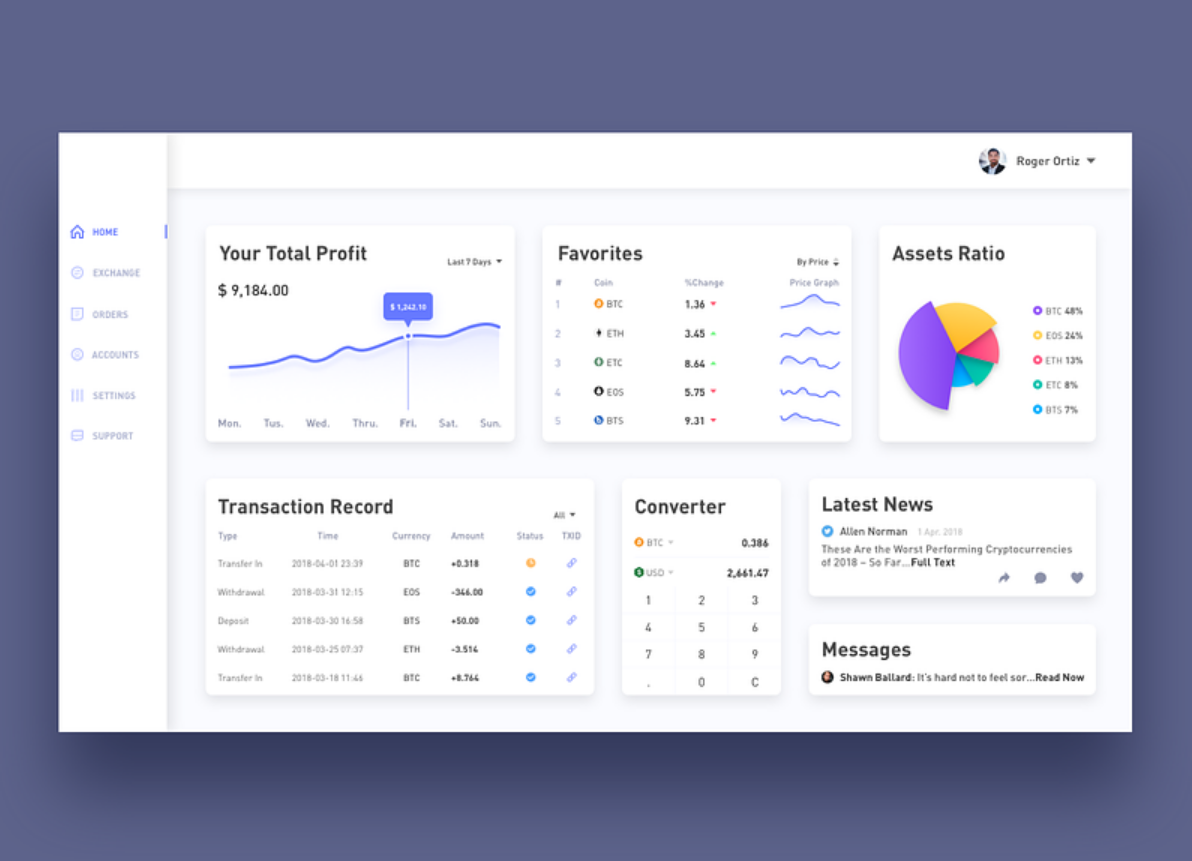 Roger Ortiz
HOME
EXCHANGE
ORDERS
ACCOUNTS
SETTINGS
SUPPORT
Your Total Profit
Last 7 Days
$ 9,184.00
$ 1,242.10
Mon. Tus. Wed. Thru. Fri. Sat. Sun.
Favorites
By Price
# Coin %Change Price Graph
1 BTC 1.36
2 ETH 3.45
3 ETC 8.64
4 EOS 5.75
5 BTS 9.31
Assets Ratio
BTC 48%
EOS 24%
ETH 13%
ETC 8%
BTS 7%
Transaction Record
All
Type Time Currency Amount Status TXID
Transfer In 2018-04-01 23:39 BTC +0.318
Withdrawal 2018-03-31 12:15 EOS -346.00
Deposit 2018-03-30 16:58 BTS +50.00
Withdrawal 2018-03-25 07:37 ETH -3.514
Transfer In 2018-03-18 11:46 BTC +8.764
Converter
BTC 0.386
USD 2,661.47
1 2 3
4 5 6
7 8 9
. 0 C
Latest News
Allen Norman 1 Apr. 2018
These Are the Worst Performing Cryptocurrencies
of 2018 – So Far...Full Text
Messages
Shawn Ballard: It's hard not to feel sor...Read Now